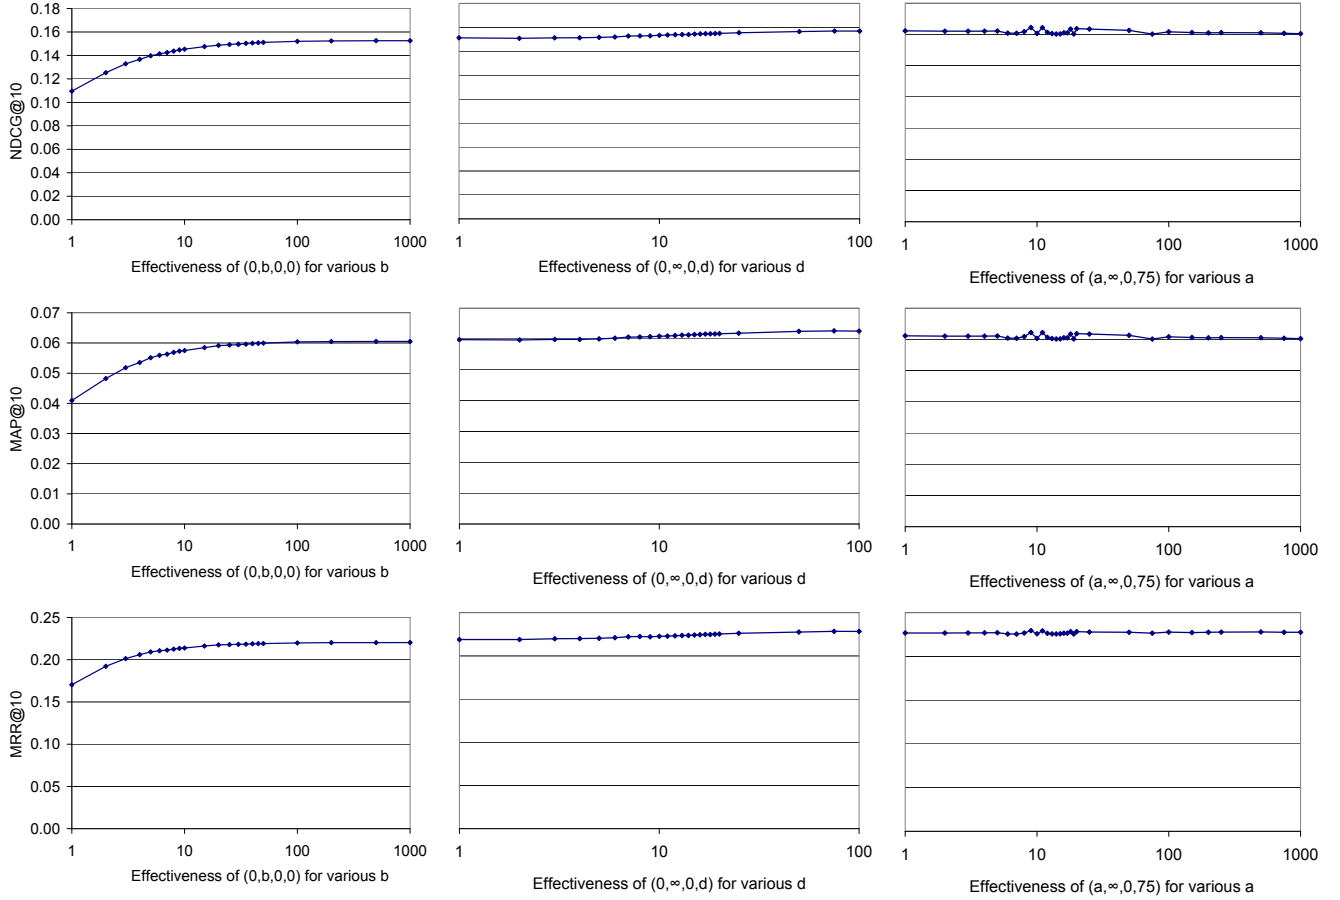 NDCG@10
0.18
0.16
0.14
0.12
0.10
0.08
0.06
0.04
0.02
0.00
1 10 100 1000
Effectiveness of (0,b,0,0) for various b
1 10 100
Effectiveness of (0,∞,0,d) for various d
1 10 100 1000
Effectiveness of (a,∞,0,75) for various a
MAP@10
0.07
0.06
0.05
0.04
0.03
0.02
0.01
0.00
1 10 100 1000
Effectiveness of (0,b,0,0) for various b
1 10 100
Effectiveness of (0,∞,0,d) for various d
1 10 100 1000
Effectiveness of (a,∞,0,75) for various a
MRR@10
0.25
0.20
0.15
0.10
0.05
0.00
1 10 100 1000
Effectiveness of (0,b,0,0) for various b
1 10 100
Effectiveness of (0,∞,0,d) for various d
1 10 100 1000
Effectiveness of (a,∞,0,75) for various a